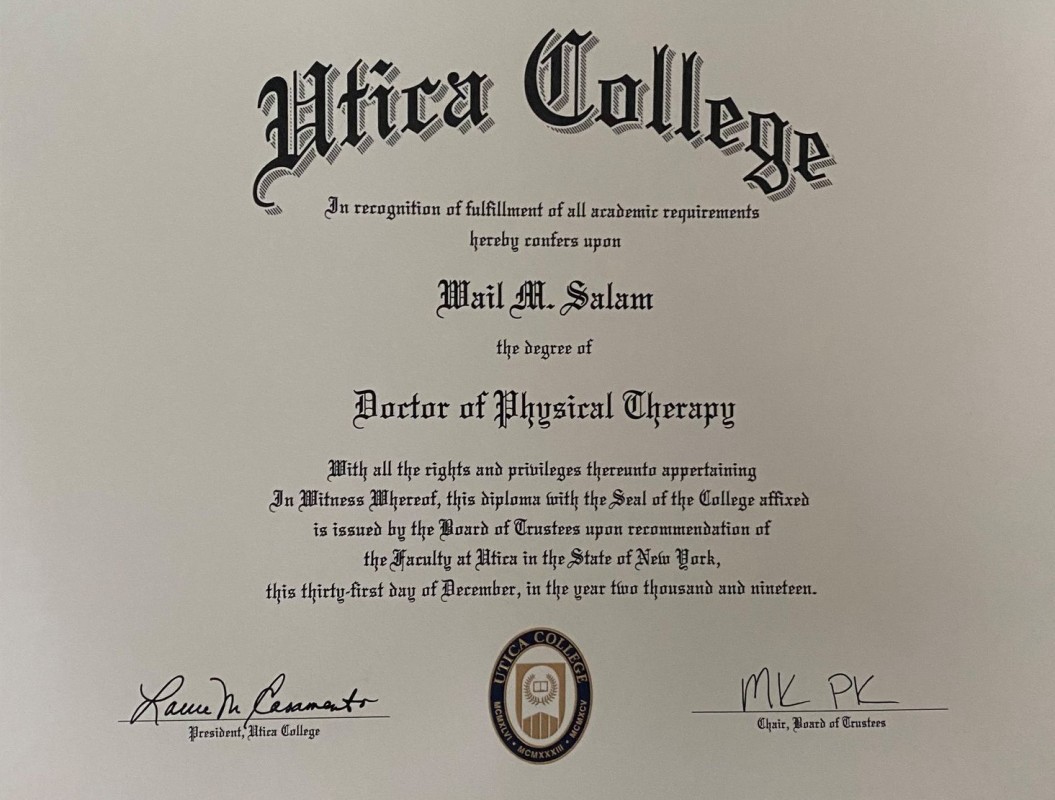 Utica College
In recognition of fulfillment of all academic requirements
hereby confers upon
Wail M. Salam
the degree of
Doctor of Physical Therapy
With all the rights and privileges thereunto appertaining
In Witness Whereof, this diploma with the Seal of the College affixed
is issued by the Board of Trustees upon recommendation of
the Faculty at Utica in the State of New York,
this thirty-first day of December, in the year two thousand and nineteen.
UTICA COLLEGE
MCMXLVI • MCMXXXIII • MCMXCV
Laura M Casamento
President, Utica College
MK PK
Chair, Board of Trustees